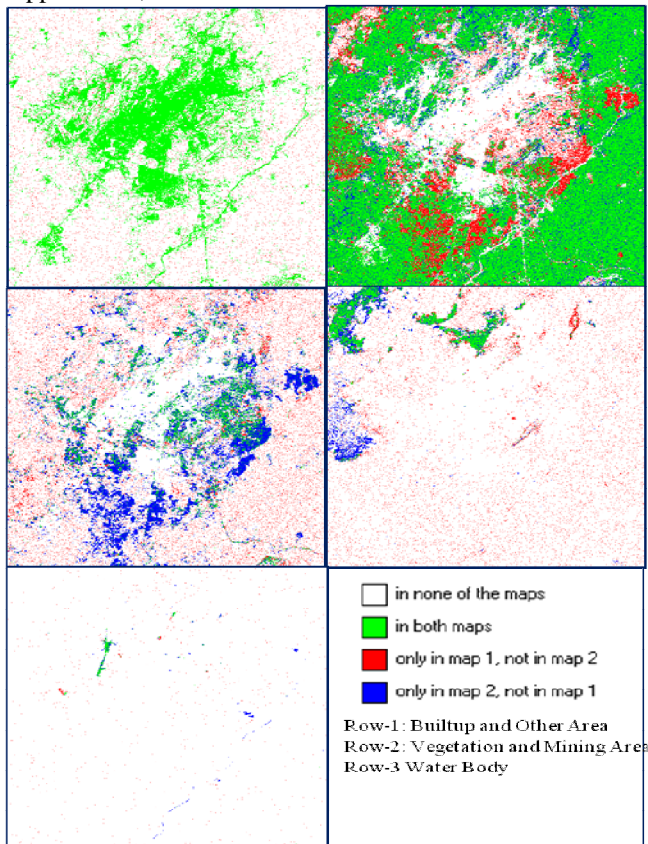 in none of the maps
in both maps
only in map 1, not in map 2
only in map 2, not in map 1
Row-1: Builtup and Other Area
Row-2: Vegetation and Mining Area
Row-3 Water Body